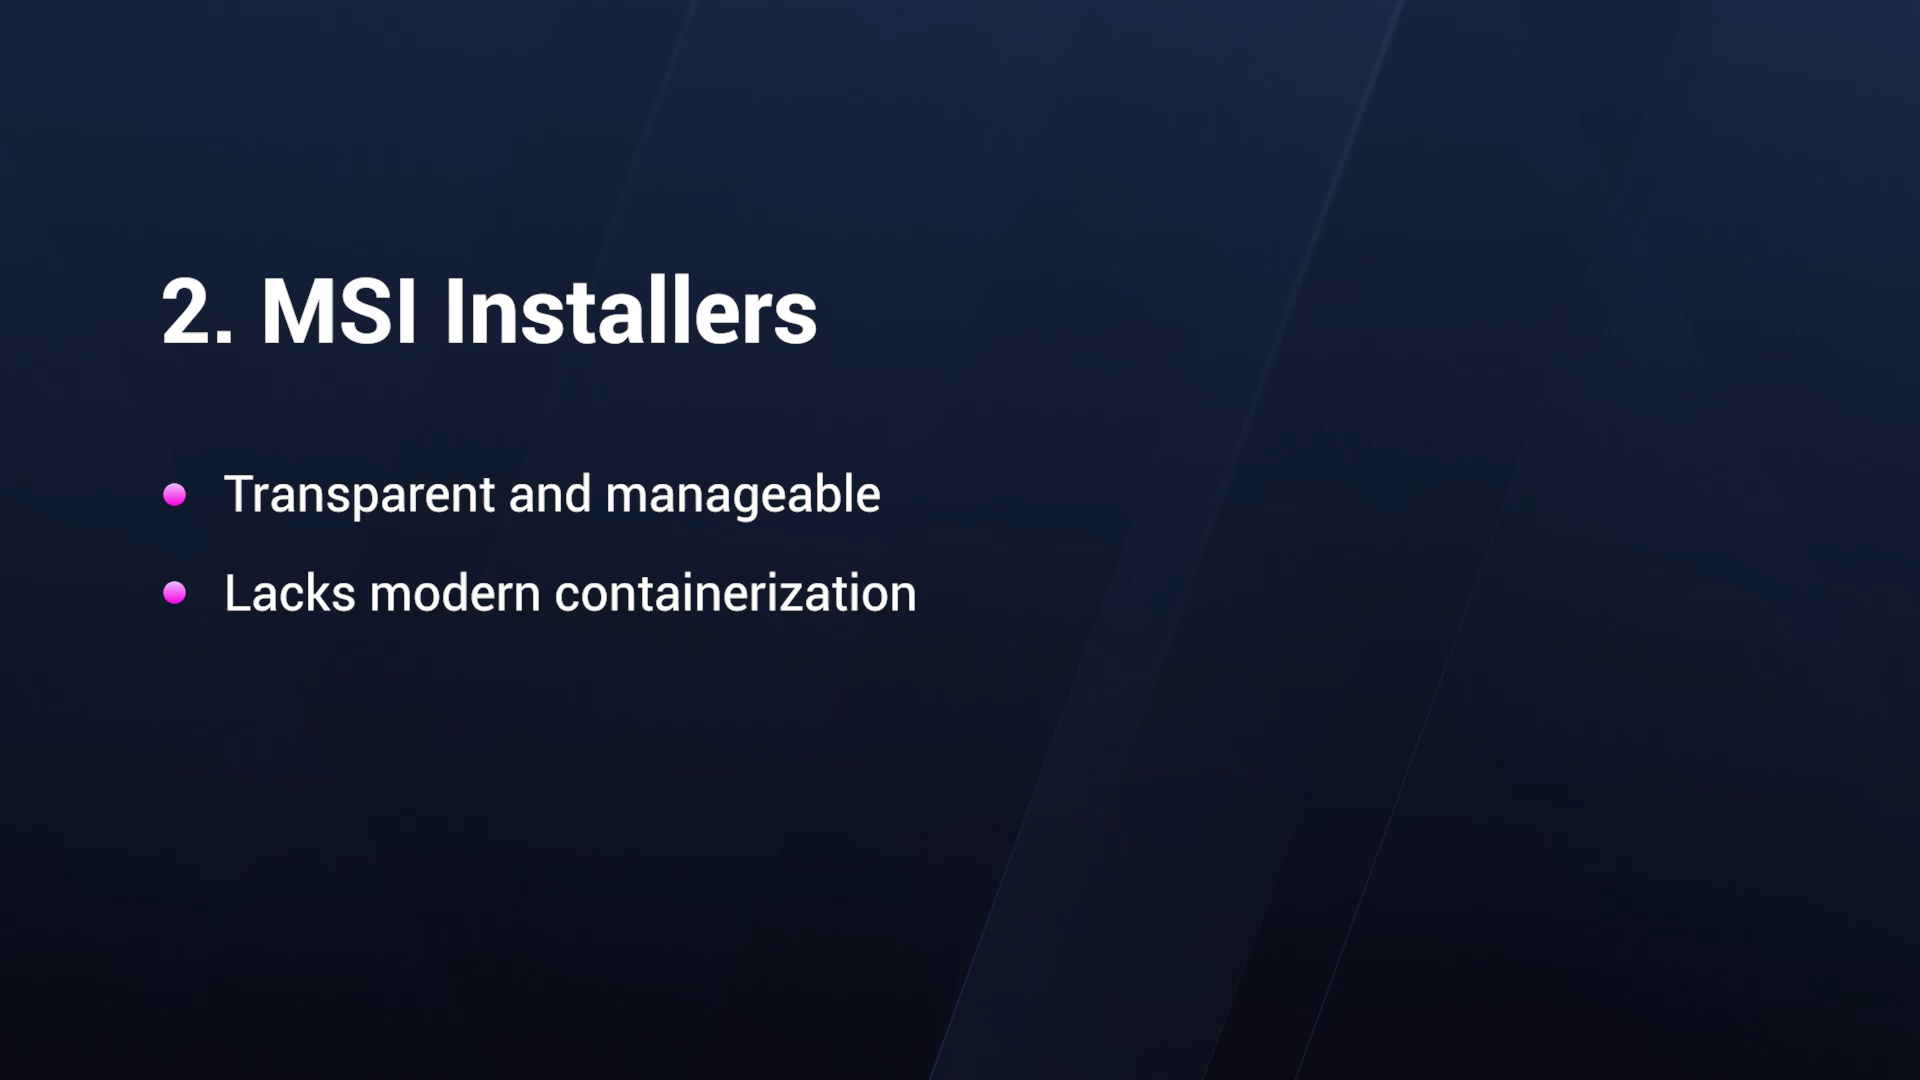 2. MSI Installers
Transparent and manageable
Lacks modern containerization